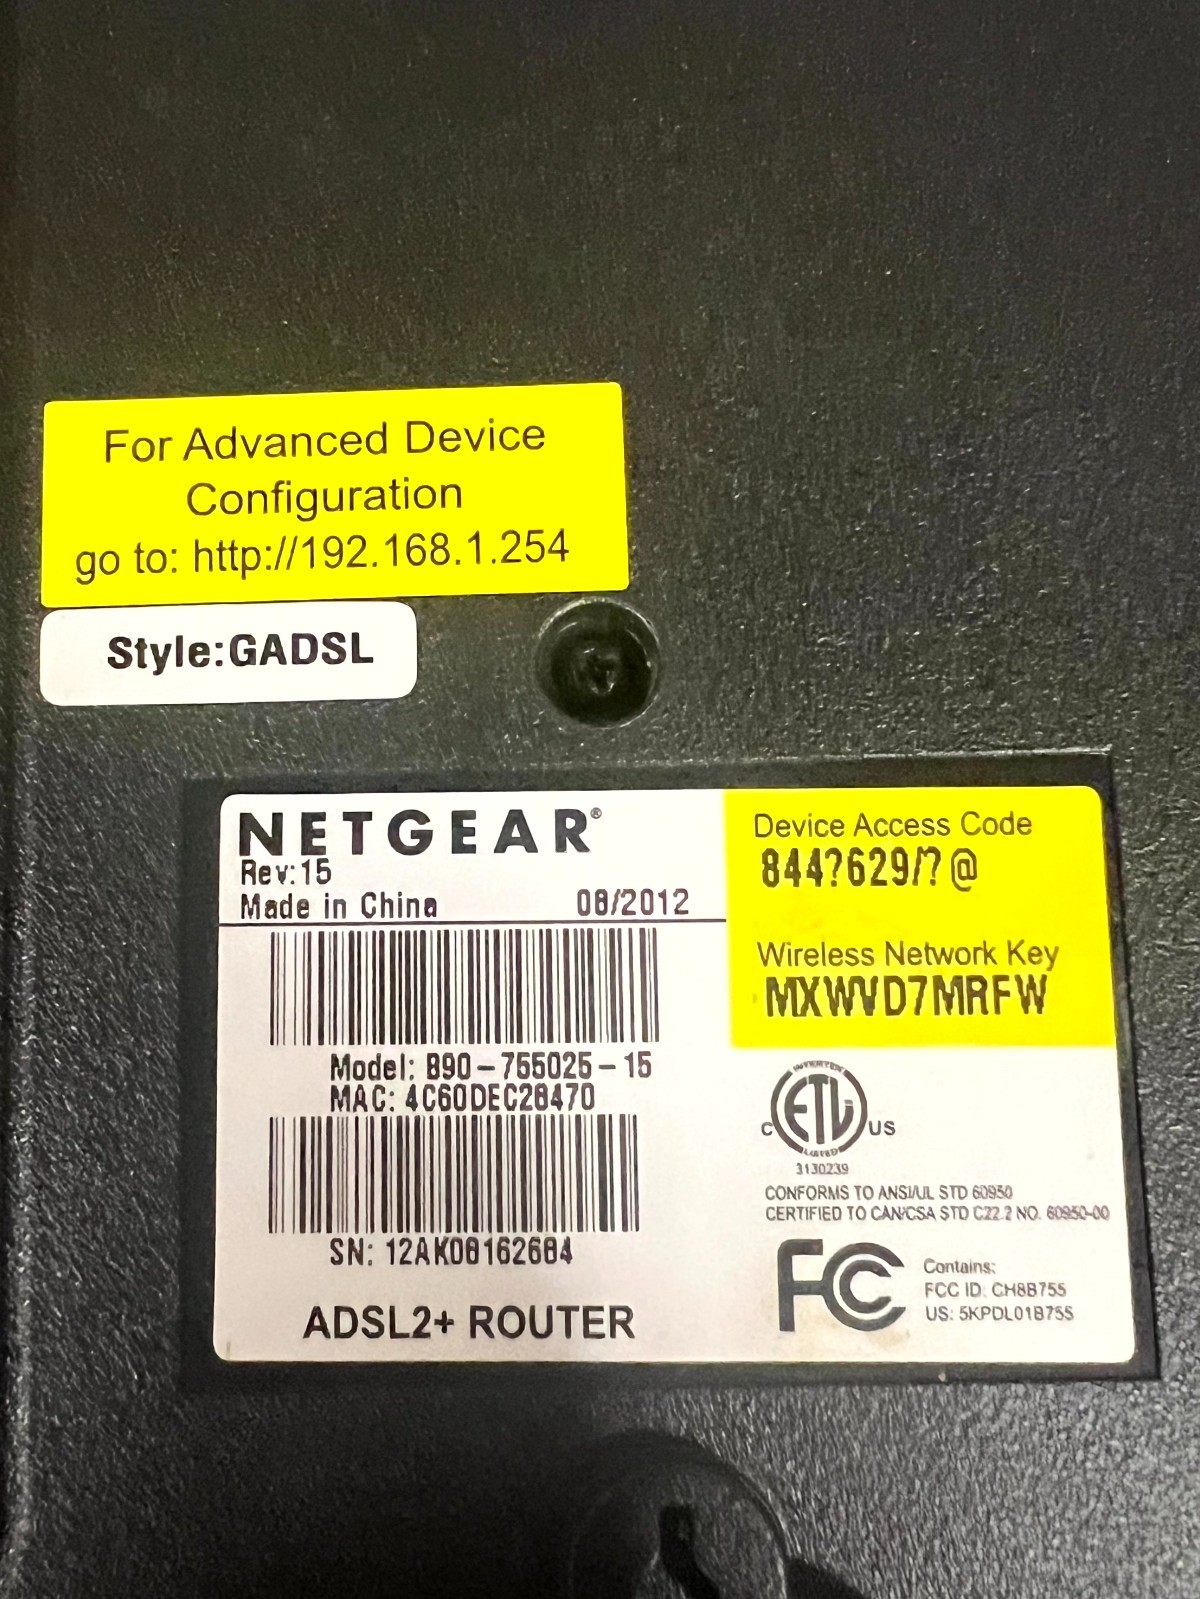 For Advanced Device
Configuration
go to: http://192.168.1.254
Style:GADSL
NETGEAR®
Rev:15
Made in China 08/2012
Model: B90-755025-15
MAC: 4C60DEC28470
SN: 12AK08162684
ADSL2+ ROUTER
Device Access Code
844?629/?@
Wireless Network Key
MXWVD7MRFW
INTERTEK
C ETL US
LISTED
3130239
CONFORMS TO ANSI/UL STD 60950
CERTIFIED TO CAN/CSA STD C22.2 NO. 60950-00
FC
Contains:
FCC ID: CH8B755
US: 5KPDL01B755